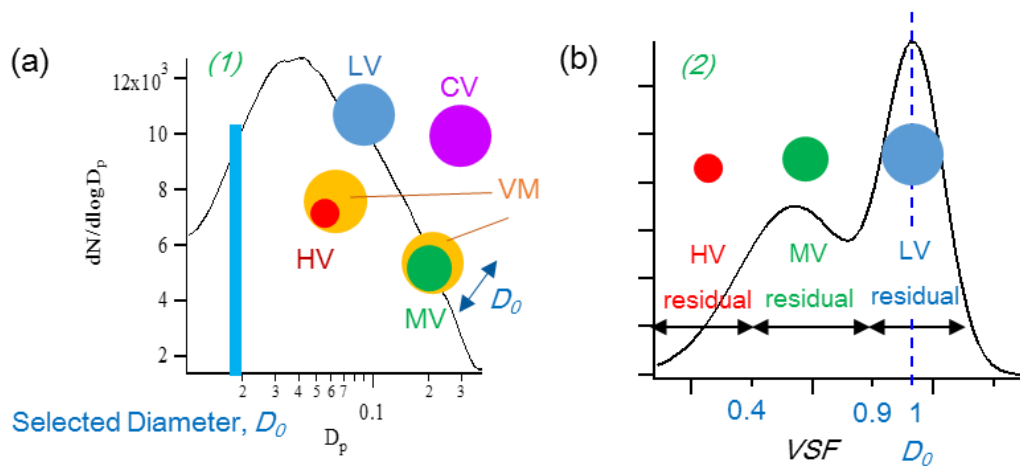 (a)
(1)
LV
CV
12x10³
10
8
6
4
2
dN/dlogDₚ
VM
HV
MV
D₀
2 3 4 5 6 7 2 3
0.1
Selected Diameter, D₀
Dₚ
(b)
(2)
HV MV LV
residual residual residual
0.4 0.9 1
VSF D₀